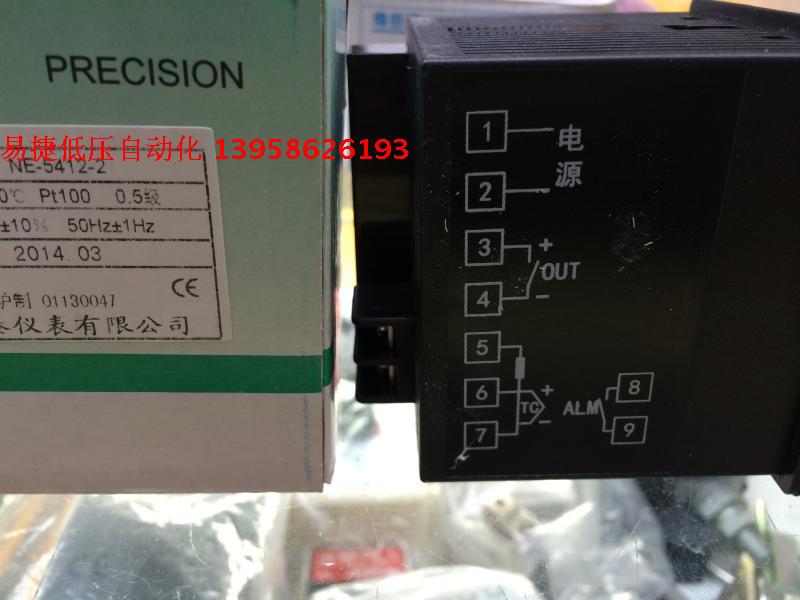 PRECISION
易捷低压自动化 13958626193
NE-5412-2
0℃ Pt100 0.5级
±10% 50Hz±1Hz
2014.03
制 01130047
CE
仪表有限公司
1
2
电源
3
4
+
OUT
-
5
6
7
TC
+
-
ALM
8
9